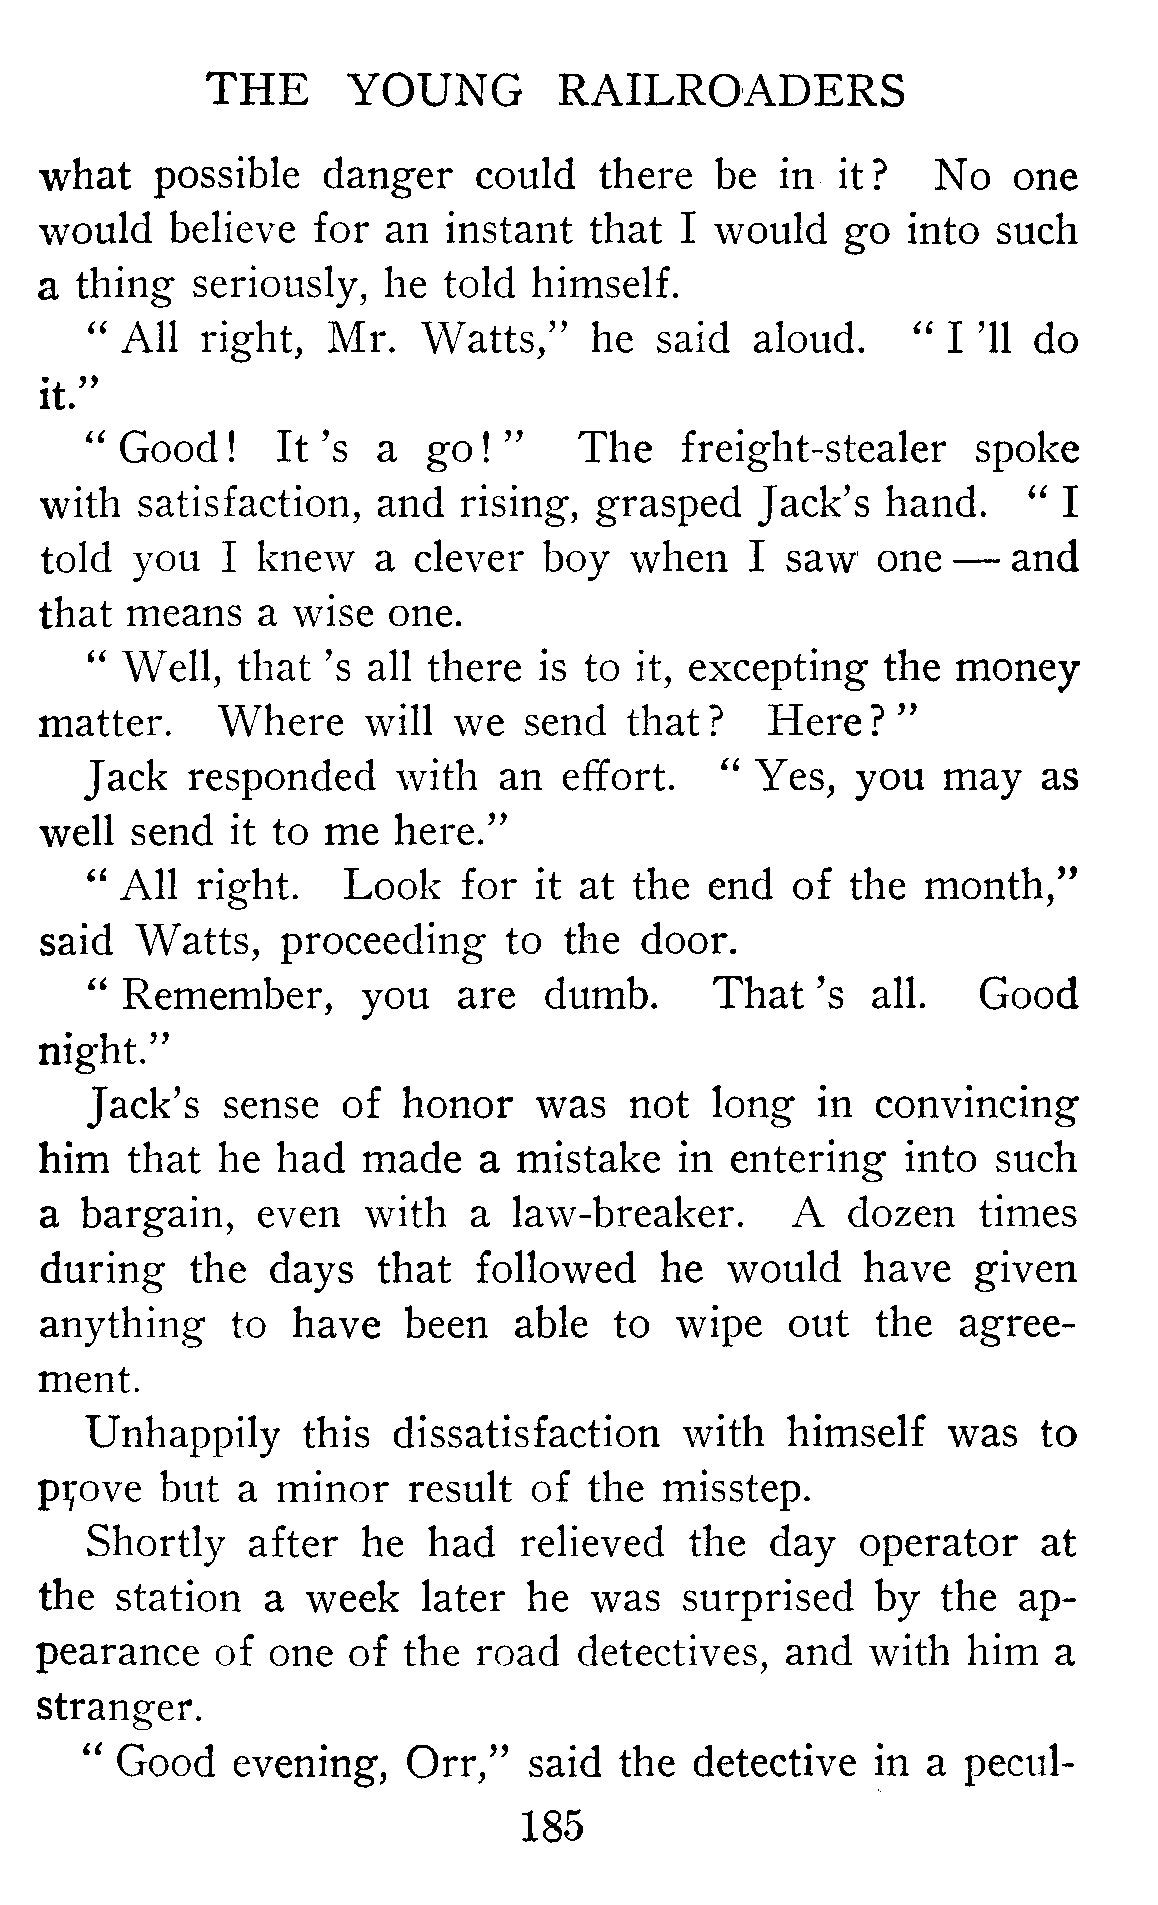 THE YOUNG RAILROADERS
what possible danger could there be in it? No one
would believe for an instant that I would go into such
a thing seriously, he told himself.
" All right, Mr. Watts," he said aloud. " I 'll do
it."
" Good! It 's a go! " The freight-stealer spoke
with satisfaction, and rising, grasped Jack's hand. " I
told you I knew a clever boy when I saw one — and
that means a wise one.
" Well, that 's all there is to it, excepting the money
matter. Where will we send that? Here? "
Jack responded with an effort. " Yes, you may as
well send it to me here."
" All right. Look for it at the end of the month,"
said Watts, proceeding to the door.
" Remember, you are dumb. That 's all. Good
night."
Jack's sense of honor was not long in convincing
him that he had made a mistake in entering into such
a bargain, even with a law-breaker. A dozen times
during the days that followed he would have given
anything to have been able to wipe out the agree-
ment.
Unhappily this dissatisfaction with himself was to
prove but a minor result of the misstep.
Shortly after he had relieved the day operator at
the station a week later he was surprised by the ap-
pearance of one of the road detectives, and with him a
stranger.
" Good evening, Orr," said the detective in a pecul-
185